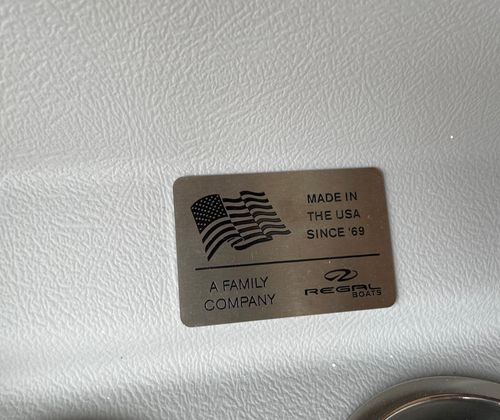 MADE IN
THE USA
SINCE '69
A FAMILY
COMPANY
REGAL
BOATS